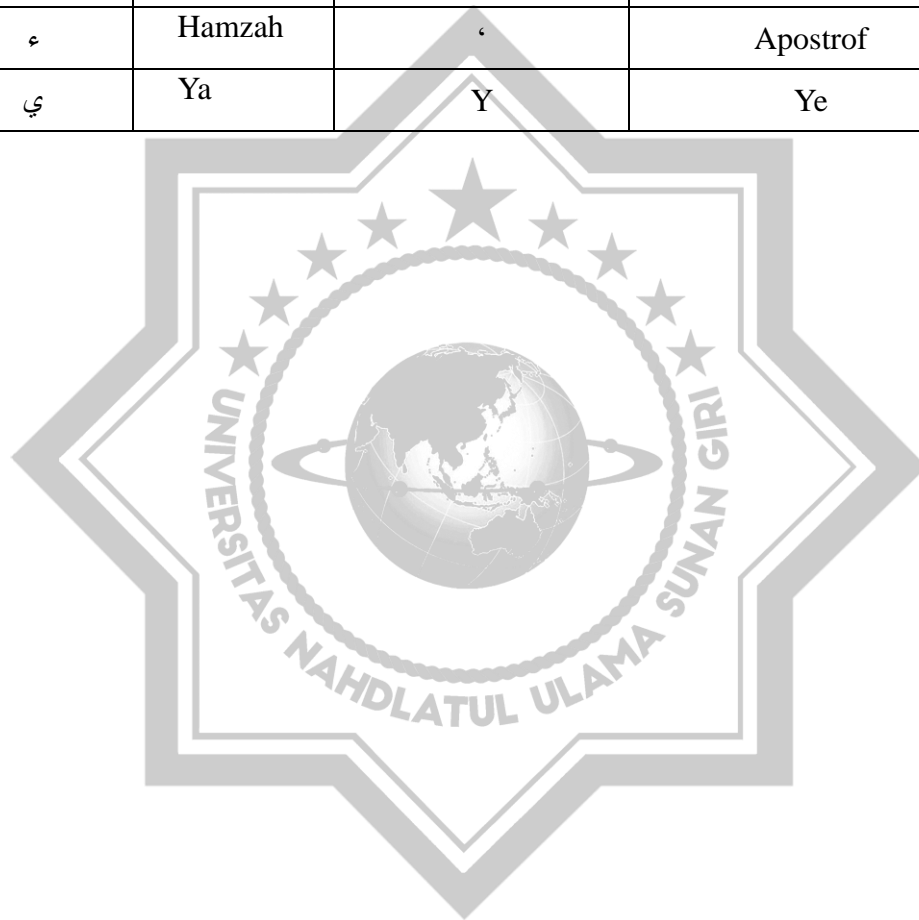 ء Hamzah ‘ Apostrof
ي Ya Y Ye
UNIVERSITAS NAHDLATUL ULAMA SUNAN GIRI